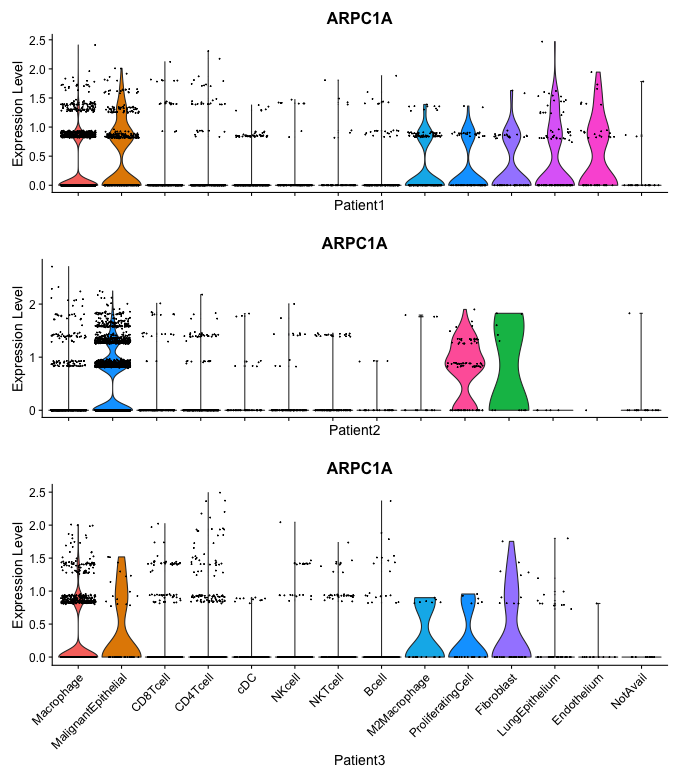 ARPC1A
Expression Level
2.5
2.0
1.5
1.0
0.5
0.0
Patient1
ARPC1A
Expression Level
2
1
0
Patient2
ARPC1A
Expression Level
2.5
2.0
1.5
1.0
0.5
0.0
Macrophage
MalignantEpithelial
CD8Tcell
CD4Tcell
cDC
NKcell
NKTcell
Bcell
M2Macrophage
ProliferatingCell
Fibroblast
LungEpithelium
Endothelium
NotAvail
Patient3